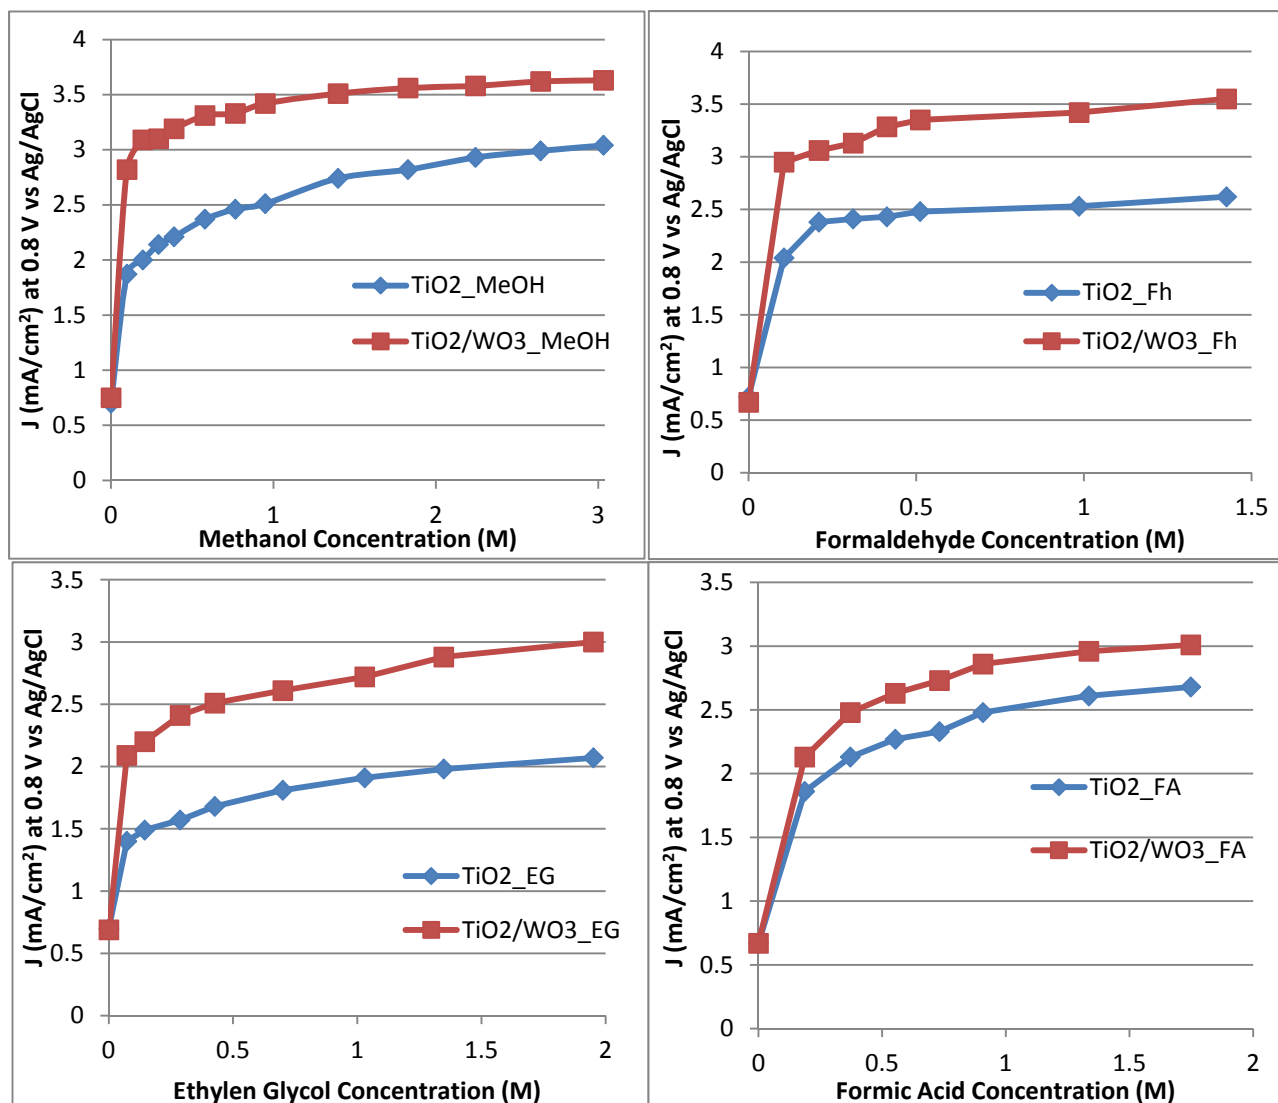 J (mA/cm²) at 0.8 V vs Ag/AgCl
4
3.5
3
2.5
2
1.5
1
0.5
0
TiO2_MeOH
TiO2/WO3_MeOH
0 1 2 3
Methanol Concentration (M)
J (mA/cm²) at 0.8 V vs Ag/AgCl
4
3.5
3
2.5
2
1.5
1
0.5
0
TiO2_Fh
TiO2/WO3_Fh
0 0.5 1 1.5
Formaldehyde Concentration (M)
J (mA/cm²) at 0.8 V vs Ag/AgCl
3.5
3
2.5
2
1.5
1
0.5
0
TiO2_EG
TiO2/WO3_EG
0 0.5 1 1.5 2
Ethylen Glycol Concentration (M)
J (mA/cm²) at 0.8 V vs Ag/AgCl
3.5
3
2.5
2
1.5
1
0.5
0
TiO2_FA
TiO2/WO3_FA
0 0.5 1 1.5 2
Formic Acid Concentration (M)